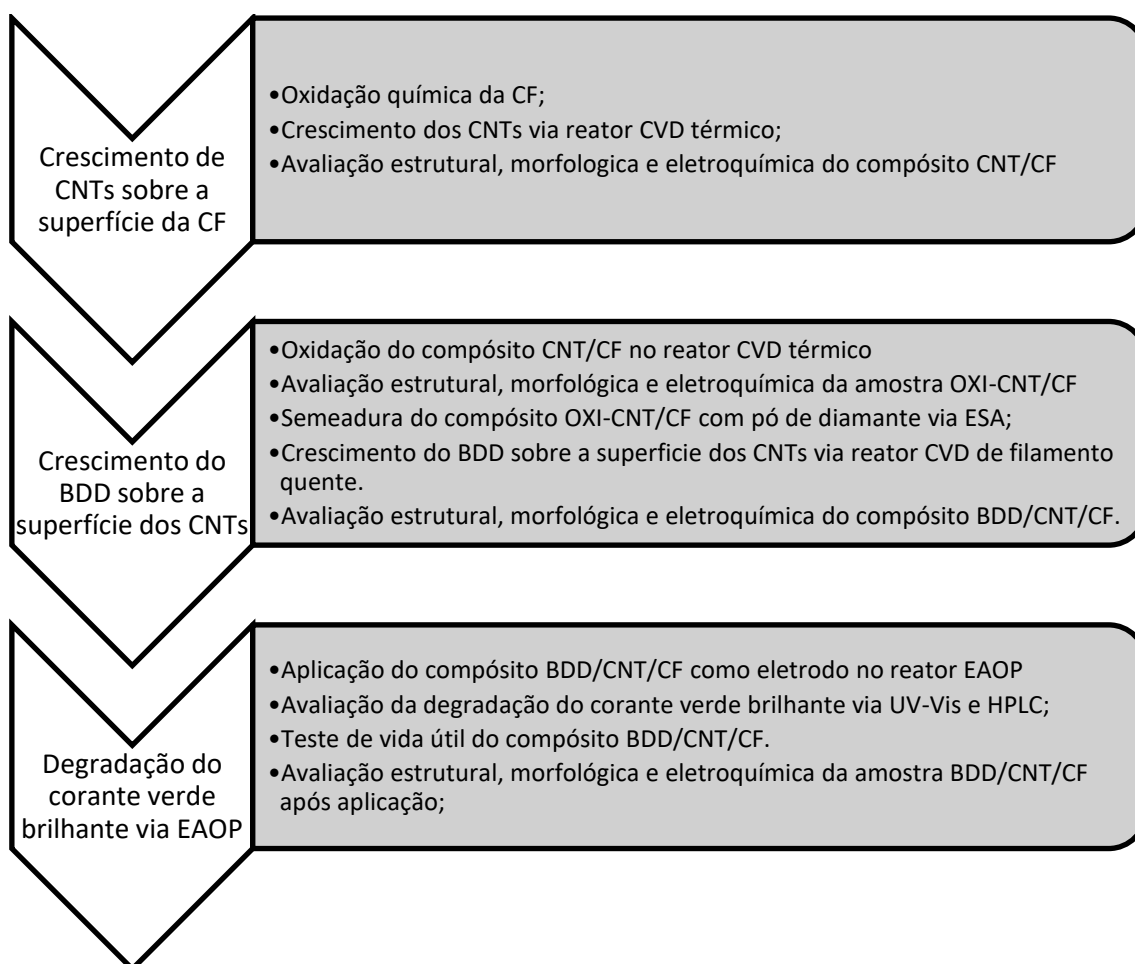 Crescimento de
CNTs sobre a
superfície da CF
•Oxidação química da CF;
•Crescimento dos CNTs via reator CVD térmico;
•Avaliação estrutural, morfologica e eletroquímica do compósito CNT/CF
Crescimento do
BDD sobre a
superfície dos CNTs
•Oxidação do compósito CNT/CF no reator CVD térmico
•Avaliação estrutural, morfológica e eletroquímica da amostra OXI-CNT/CF
•Semeadura do compósito OXI-CNT/CF com pó de diamante via ESA;
•Crescimento do BDD sobre a superficie dos CNTs via reator CVD de filamento
quente.
•Avaliação estrutural, morfológica e eletroquímica do compósito BDD/CNT/CF.
Degradação do
corante verde
brilhante via EAOP
•Aplicação do compósito BDD/CNT/CF como eletrodo no reator EAOP
•Avaliação da degradação do corante verde brilhante via UV-Vis e HPLC;
•Teste de vida útil do compósito BDD/CNT/CF.
•Avaliação estrutural, morfológica e eletroquímica da amostra BDD/CNT/CF
após aplicação;